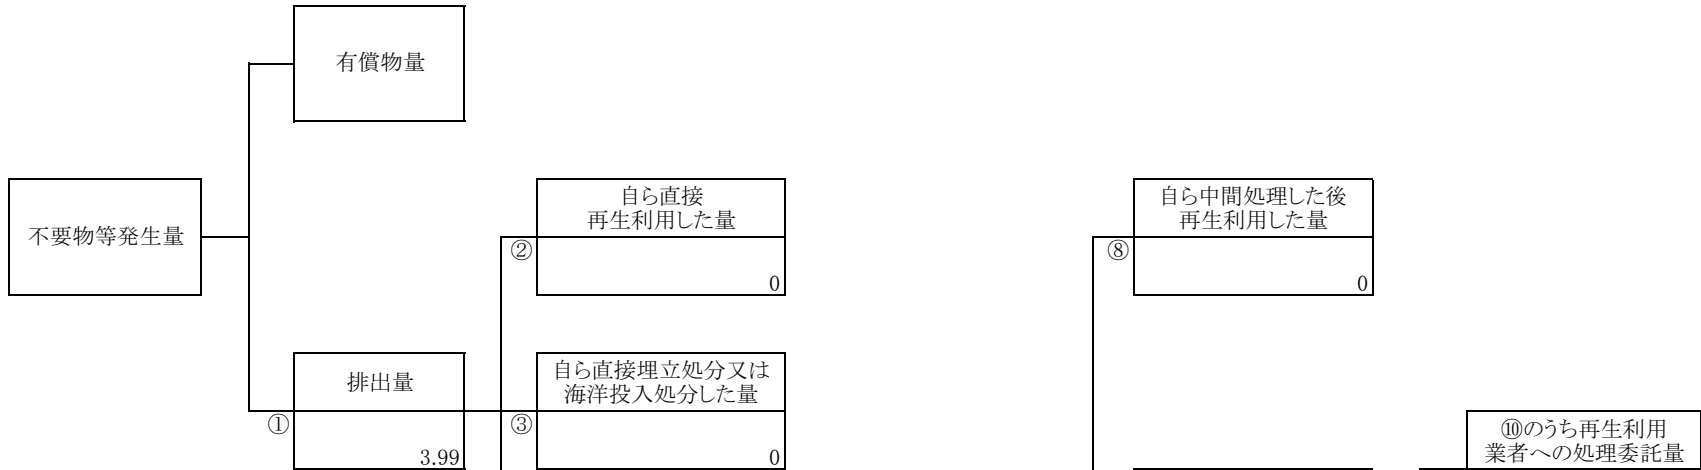 有償物量
不要物等発生量
自ら直接
再生利用した量
②
0
自ら中間処理した後
再生利用した量
⑧
0
排出量
①
3.99
自ら直接埋立処分又は
海洋投入処分した量
③
0
⑩のうち再生利用
業者への処理委託量